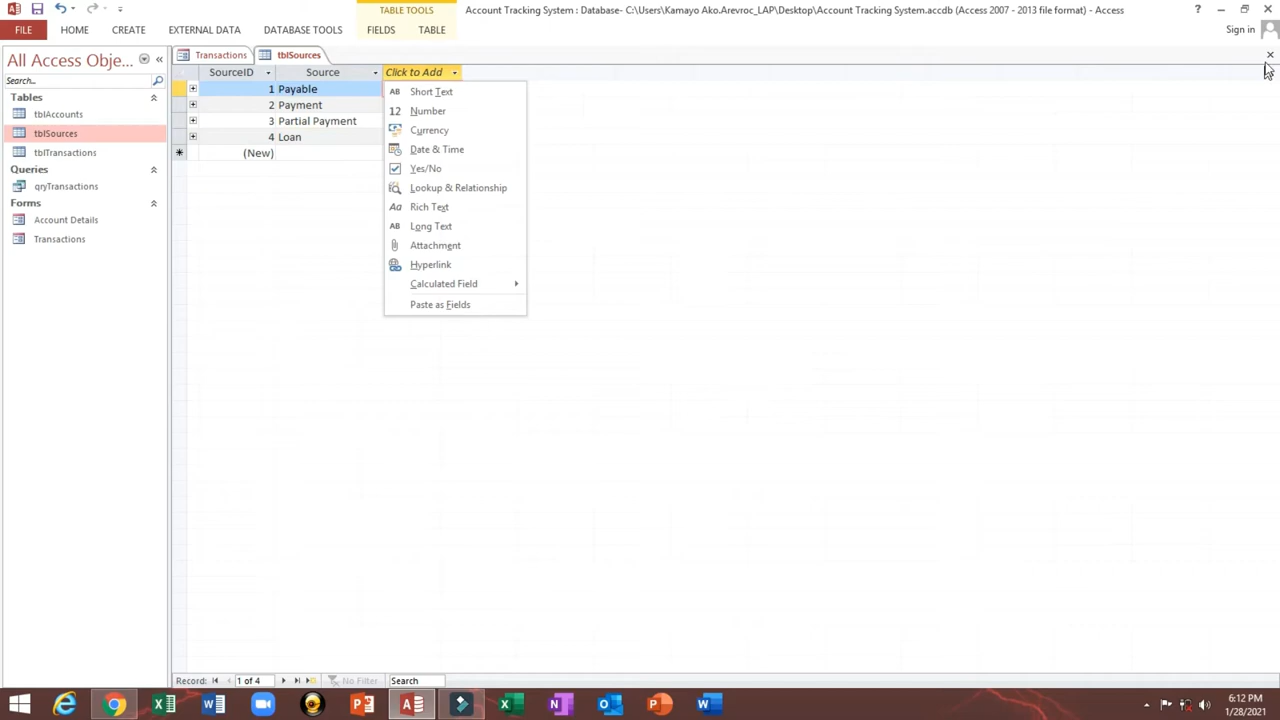 TABLE TOOLS
Account Tracking System : Database- C:\Users\Kamayo Ako.Arevroc_LAP\Desktop\Account Tracking System.accdb (Access 2007 - 2013 file format) - Access
FILE HOME CREATE EXTERNAL DATA DATABASE TOOLS FIELDS TABLE Sign in
All Access Obje...
Search...
Tables
tblAccounts
tblSources
tblTransactions
Queries
qryTransactions
Forms
Account Details
Transactions
Transactions tblSources
SourceID Source Click to Add
1 Payable
2 Payment
3 Partial Payment
4 Loan
(New)
Short Text
12 Number
Currency
Date & Time
Yes/No
Lookup & Relationship
Aa Rich Text
AB Long Text
Attachment
Hyperlink
Calculated Field
Paste as Fields
Record: 1 of 4 No Filter Search
6:12 PM
1/28/2021